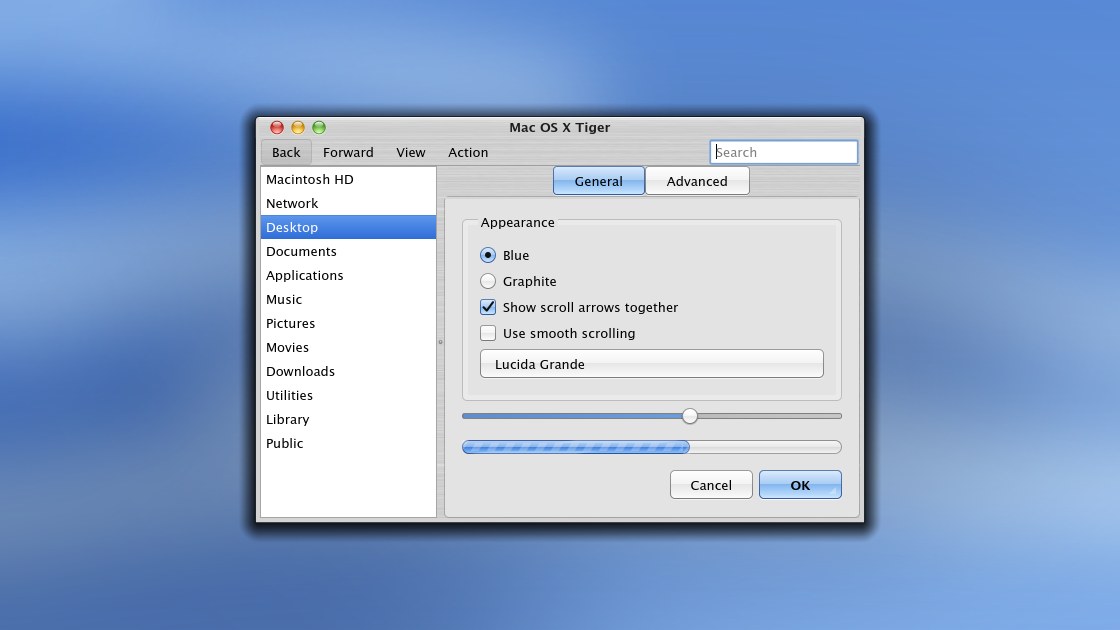 Mac OS X Tiger
Back Forward View Action Search
Macintosh HD
Network
Desktop
Documents
Applications
Music
Pictures
Movies
Downloads
Utilities
Library
Public
General Advanced
Appearance
Blue
Graphite
Show scroll arrows together
Use smooth scrolling
Lucida Grande
Cancel OK